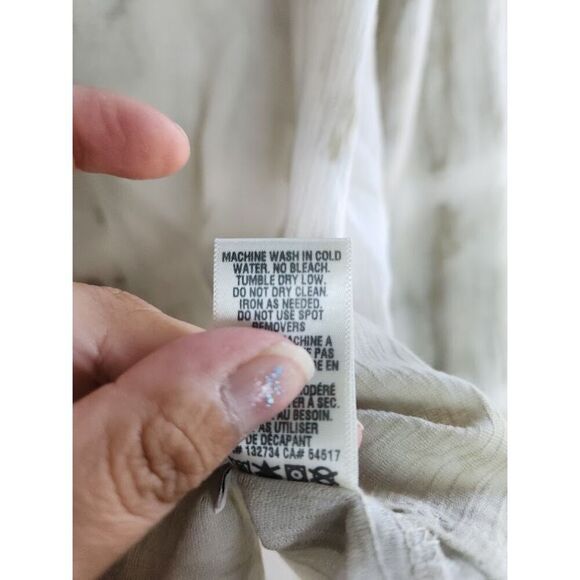 MACHINE WASH IN COLD
WATER. NO BLEACH.
TUMBLE DRY LOW.
DO NOT DRY CLEAN.
IRON AS NEEDED.
DO NOT USE SPOT
REMOVERS
MACHINE A
PAS
EN
MODÉRÉ
A SEC.
AU BESOIN.
UTILISER
DE DÉCAPANT
# 132734 CA# 54517